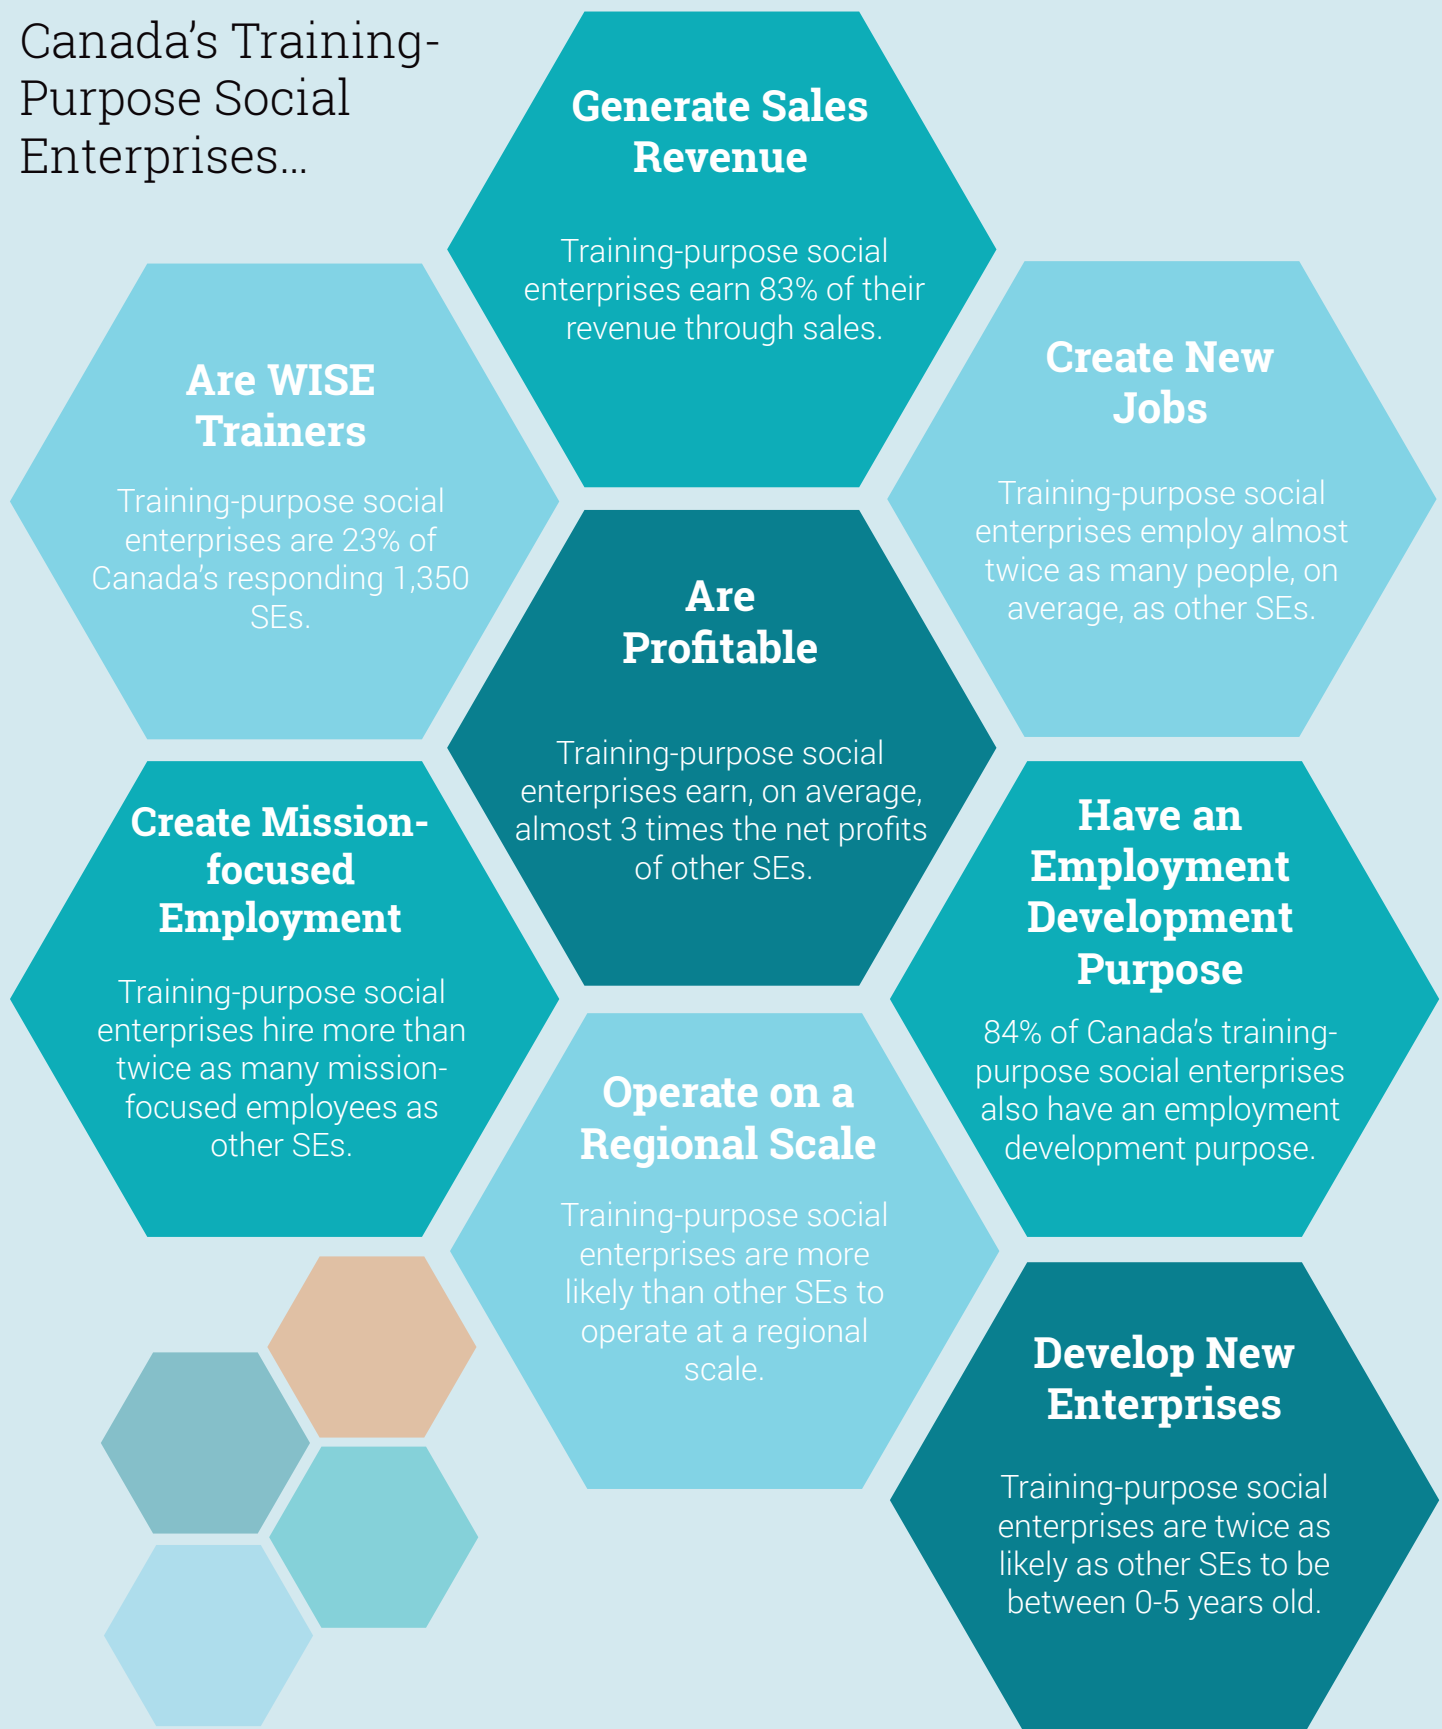 Canada’s Training-
Purpose Social
Enterprises...
Generate Sales
Revenue
Training-purpose social
enterprises earn 83% of their
revenue through sales.
Are WISE
Trainers
Training-purpose social
enterprises are 23% of
Canada’s responding 1,350
SEs.
Create New
Jobs
Training-purpose social
enterprises employ almost
twice as many people, on
average, as other SEs.
Are
Profitable
Training-purpose social
enterprises earn, on average,
almost 3 times the net profits
of other SEs.
Create Mission-
focused
Employment
Training-purpose social
enterprises hire more than
twice as many mission-
focused employees as
other SEs.
Have an
Employment
Development
Purpose
84% of Canada’s training-
purpose social enterprises
also have an employment
development purpose.
Operate on a
Regional Scale
Training-purpose social
enterprises are more
likely than other SEs to
operate at a regional
scale.
Develop New
Enterprises
Training-purpose social
enterprises are twice as
likely as other SEs to be
between 0-5 years old.